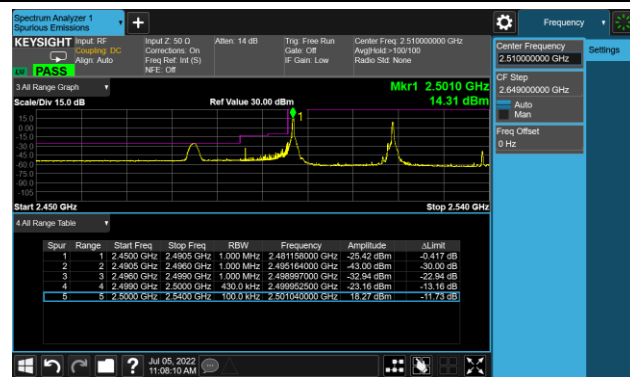 Spectrum Analyzer 1
Spurious Emissions
Frequency
KEYSIGHT Input: RF
Coupling: DC
Align: Auto
Input Z: 50 Ω
Corrections: On
Freq Ref: Int (S)
NFE: Off
Atten: 14 dB
Trig: Free Run
Gate: Off
IF Gain: Low
Center Freq: 2.510000000 GHz
Avg|Hold:>100/100
Radio Std: None
PASS
Center Frequency
2.510000000 GHz
Settings
CF Step
2.649000000 GHz
Auto
Man
Freq Offset
0 Hz
3 All Range Graph
Mkr1 2.5010 GHz
14.31 dBm
Scale/Div 15.0 dB
Ref Value 30.00 dBm
1
15.0
0.00
-15.0
-30.0
-45.0
-60.0
-75.0
-90.0
-105
Start 2.450 GHz
Stop 2.540 GHz
4 All Range Table
Spur Range Start Freq Stop Freq RBW Frequency Amplitude ΔLimit
1 1 2.4500 GHz 2.4905 GHz 1.000 MHz 2.481158000 GHz -25.42 dBm -0.417 dB
2 2 2.4905 GHz 2.4960 GHz 1.000 MHz 2.495164000 GHz -43.00 dBm -30.00 dB
3 3 2.4960 GHz 2.4990 GHz 1.000 MHz 2.498997000 GHz -32.94 dBm -22.94 dB
4 4 2.4990 GHz 2.5000 GHz 430.0 kHz 2.499952500 GHz -23.16 dBm -13.16 dB
5 5 2.5000 GHz 2.5400 GHz 100.0 kHz 2.501040000 GHz 18.27 dBm -11.73 dB
?
Jul 05, 2022
11:08:10 AM